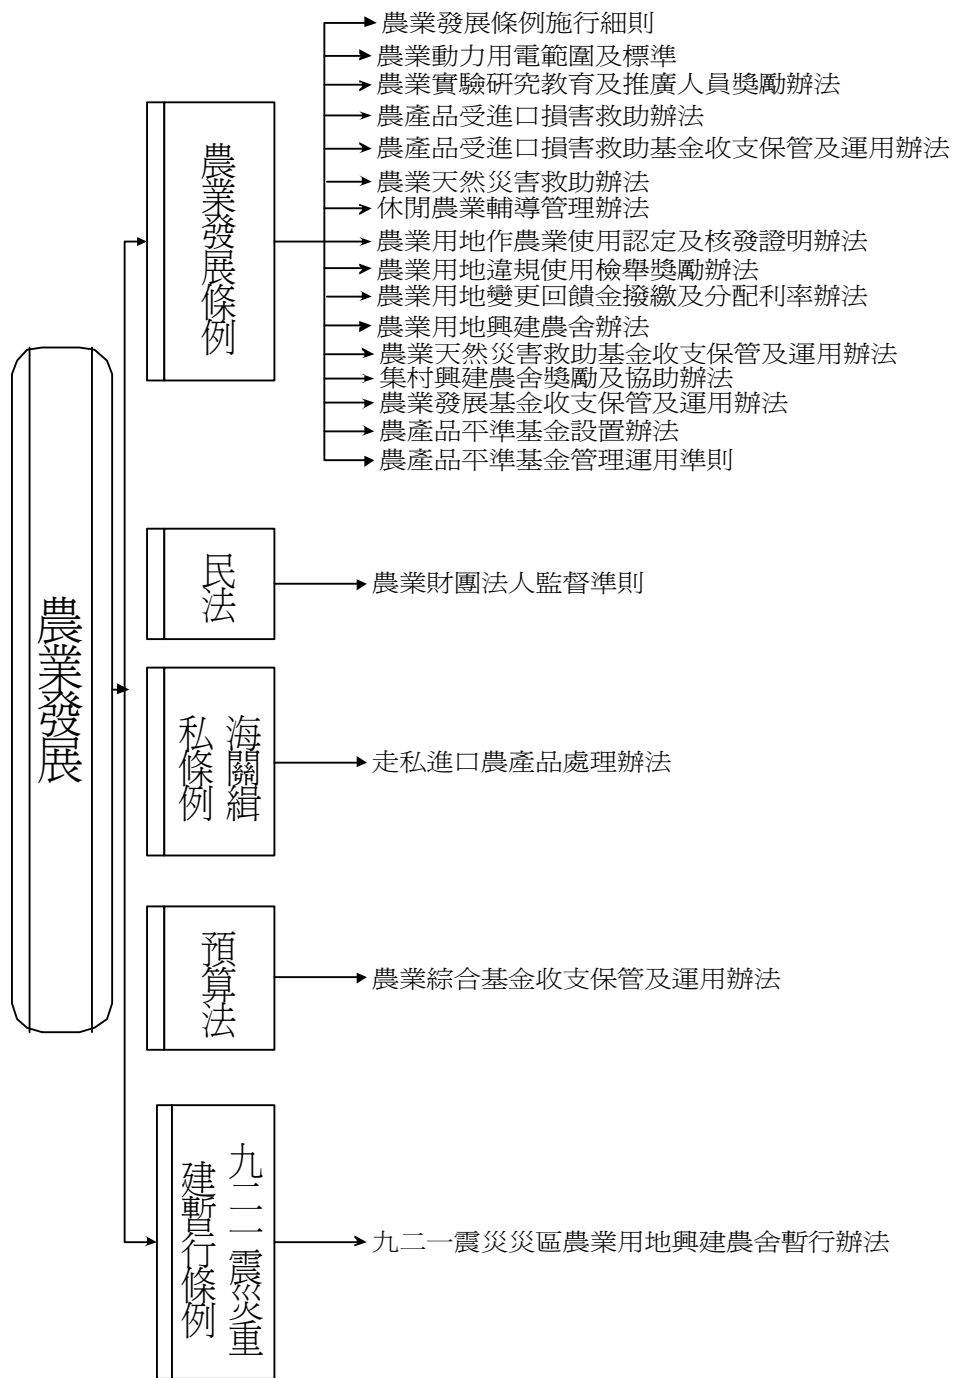 農業發展
農業發展條例
農業發展條例施行細則
農業動力用電範圍及標準
農業實驗研究教育及推廣人員獎勵辦法
農產品受進口損害救助辦法
農產品受進口損害救助基金收支保管及運用辦法
農業天然災害救助辦法
休閒農業輔導管理辦法
農業用地作農業使用認定及核發證明辦法
農業用地違規使用檢舉獎勵辦法
農業用地變更回饋金撥繳及分配利率辦法
農業用地興建農舍辦法
農業天然災害救助基金收支保管及運用辦法
集村興建農舍獎勵及協助辦法
農業發展基金收支保管及運用辦法
農產品平準基金設置辦法
農產品平準基金管理運用準則
民法
農業財團法人監督準則
海關緝
私條例
走私進口農產品處理辦法
預算法
農業綜合基金收支保管及運用辦法
九二一震災重
建暫行條例
九二一震災災區農業用地興建農舍暫行辦法